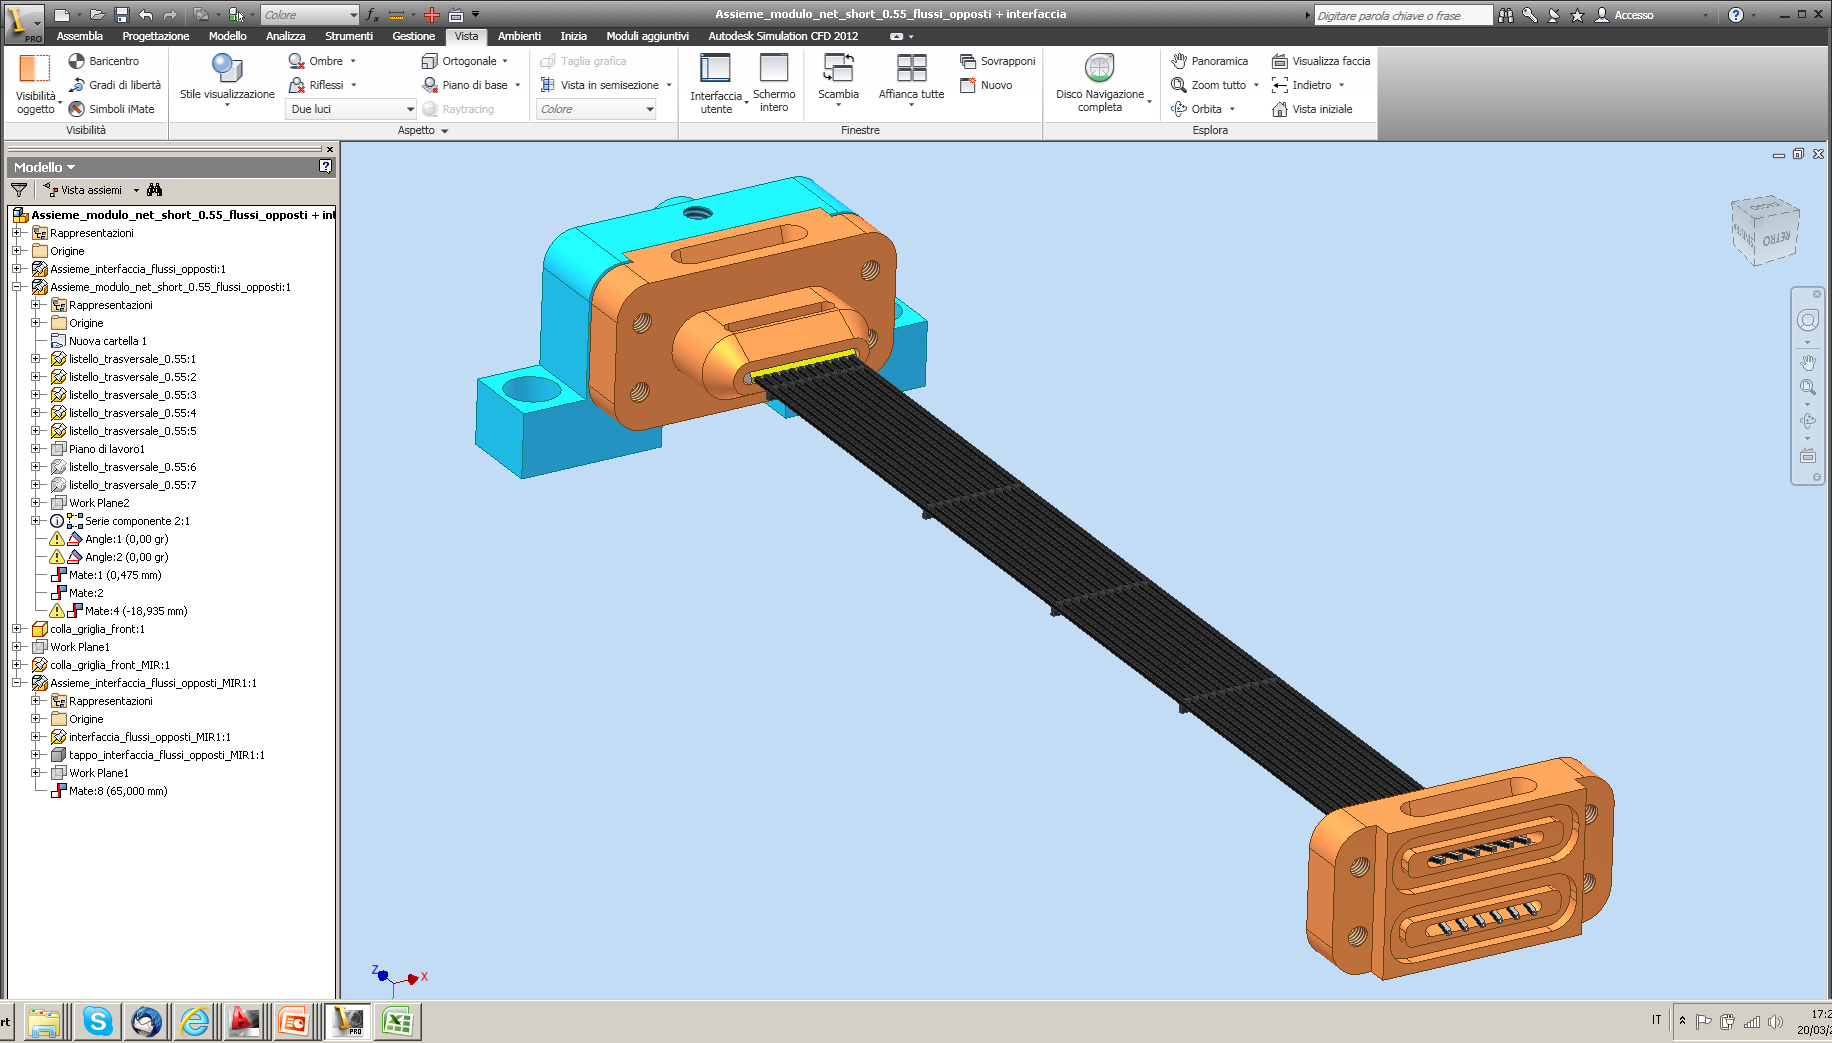 Colore
Assieme_modulo_net_short_0.55_flussi_opposti + interfaccia
Digitare parola chiave o frase
Accesso
PRO
Assembla Progettazione Modello Analizza Strumenti Gestione Vista Ambienti Inizia Moduli aggiuntivi Autodesk Simulation CFD 2012
Visibilità oggetto
Baricentro
Gradi di libertà
Simboli iMate
Visibilità
Stile visualizzazione
Ombre
Riflessi
Due luci
Ortogonale
Piano di base
Raytracing
Taglia grafica
Vista in semisezione
Colore
Aspetto
Interfaccia utente
Schermo intero
Scambia
Affianca tutte
Sovrapponi
Nuovo
Finestre
Disco Navigazione completa
Panoramica
Zoom tutto
Orbita
Visualizza faccia
Indietro
Vista iniziale
Esplora
Modello
Vista assiemi
Assieme_modulo_net_short_0.55_flussi_opposti + int
Rappresentazioni
Origine
Assieme_interfaccia_flussi_opposti:1
Assieme_modulo_net_short_0.55_flussi_opposti:1
Rappresentazioni
Origine
Nuova cartella 1
listello_trasversale_0.55:1
listello_trasversale_0.55:2
listello_trasversale_0.55:3
listello_trasversale_0.55:4
listello_trasversale_0.55:5
Piano di lavoro1
listello_trasversale_0.55:6
listello_trasversale_0.55:7
Work Plane2
Serie componente 2:1
Angle:1 (0,00 gr)
Angle:2 (0,00 gr)
Mate:1 (0,475 mm)
Mate:2
Mate:4 (-18,935 mm)
colla_griglia_front:1
Work Plane1
colla_griglia_front_MIR:1
Assieme_interfaccia_flussi_opposti_MIR1:1
Rappresentazioni
Origine
interfaccia_flussi_opposti_MIR1:1
tappo_interfaccia_flussi_opposti_MIR1:1
Work Plane1
Mate:8 (65,000 mm)
RETRO
Z
X
rt
PRO
IT
17:2
20/03/2